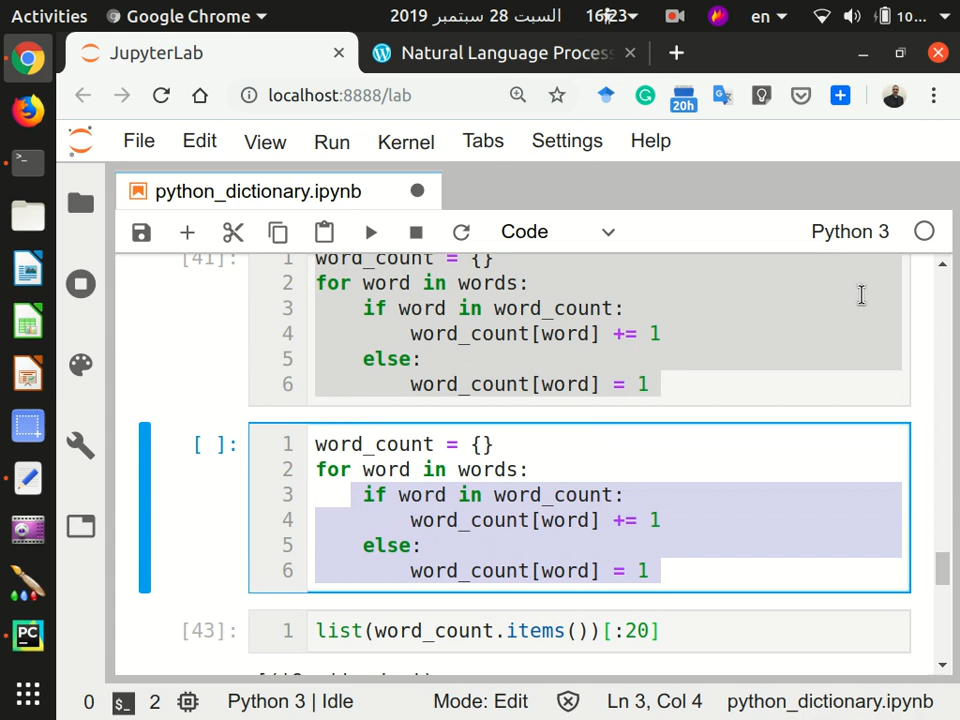 Activities Google Chrome السبت 28 سبتمبر 2019 16:23 en 10...
JupyterLab Natural Language Process
localhost:8888/lab 20h
File Edit View Run Kernel Tabs Settings Help
python_dictionary.ipynb
Code Python 3
[41]: 1 word_count = {}
2 for word in words:
3 if word in word_count:
4 word_count[word] += 1
5 else:
6 word_count[word] = 1
[ ]: 1 word_count = {}
2 for word in words:
3 if word in word_count:
4 word_count[word] += 1
5 else:
6 word_count[word] = 1
[43]: 1 list(word_count.items())[:20]
0 2 Python 3 | Idle Mode: Edit Ln 3, Col 4 python_dictionary.ipynb